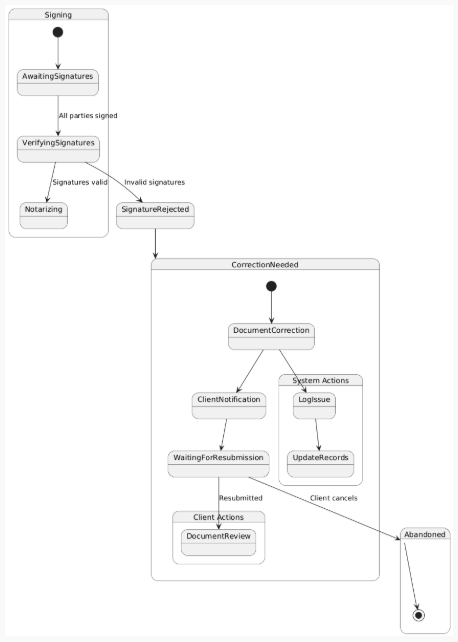 Signing
AwaitingSignatures
All parties signed
VerifyingSignatures
Signatures valid
Invalid signatures
Notarizing
SignatureRejected
CorrectionNeeded
DocumentCorrection
System Actions
ClientNotification
LogIssue
WaitingForResubmission
UpdateRecords
Resubmitted
Client cancels
Client Actions
DocumentReview
Abandoned